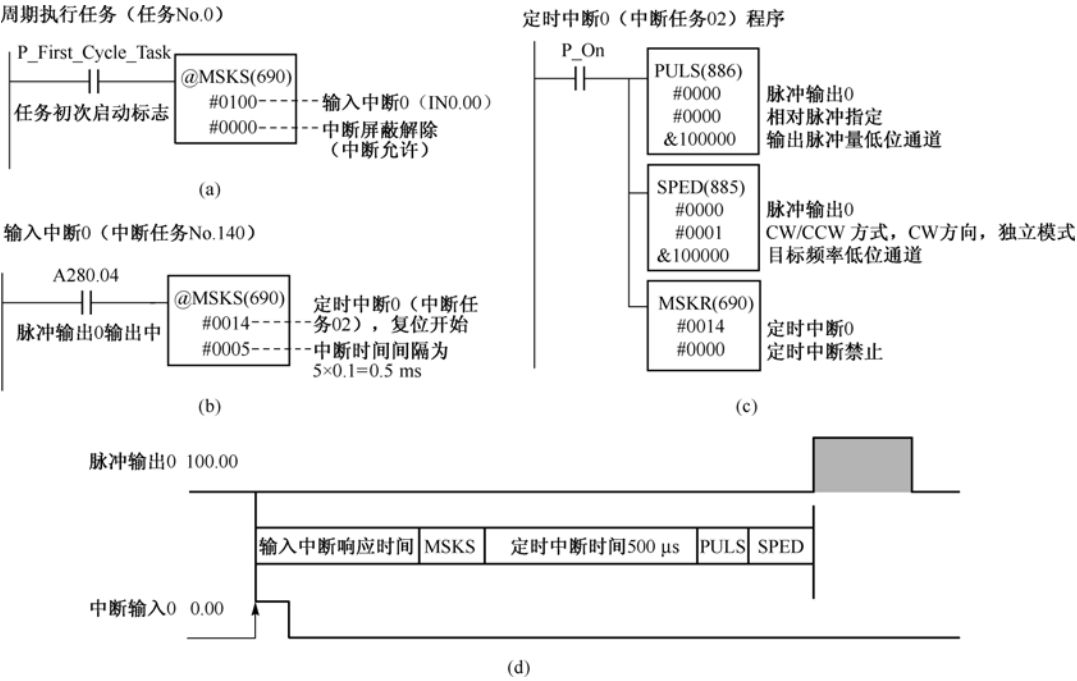 周期执行任务（任务No.0）
P_First_Cycle_Task
@MSKS(690)
#0100
输入中断0（IN0.00）
任务初次启动标志
#0000
中断屏蔽解除
（中断允许）
(a)
输入中断0（中断任务No.140）
A280.04
@MSKS(690)
#0014
定时中断0（中断任
务02），复位开始
脉冲输出0输出中
#0005
中断时间间隔为
5×0.1=0.5 ms
(b)
定时中断0（中断任务02）程序
P_On
PULS(886)
#0000
脉冲输出0
#0000
相对脉冲指定
&100000
输出脉冲量低位通道
SPED(885)
#0000
脉冲输出0
#0001
CW/CCW 方式，CW方向，独立模式
&100000
目标频率低位通道
MSKR(690)
#0014
定时中断0
#0000
定时中断禁止
(c)
脉冲输出0 100.00
输入中断响应时间 MSKS 定时中断时间500 μs PULS SPED
中断输入0 0.00
(d)